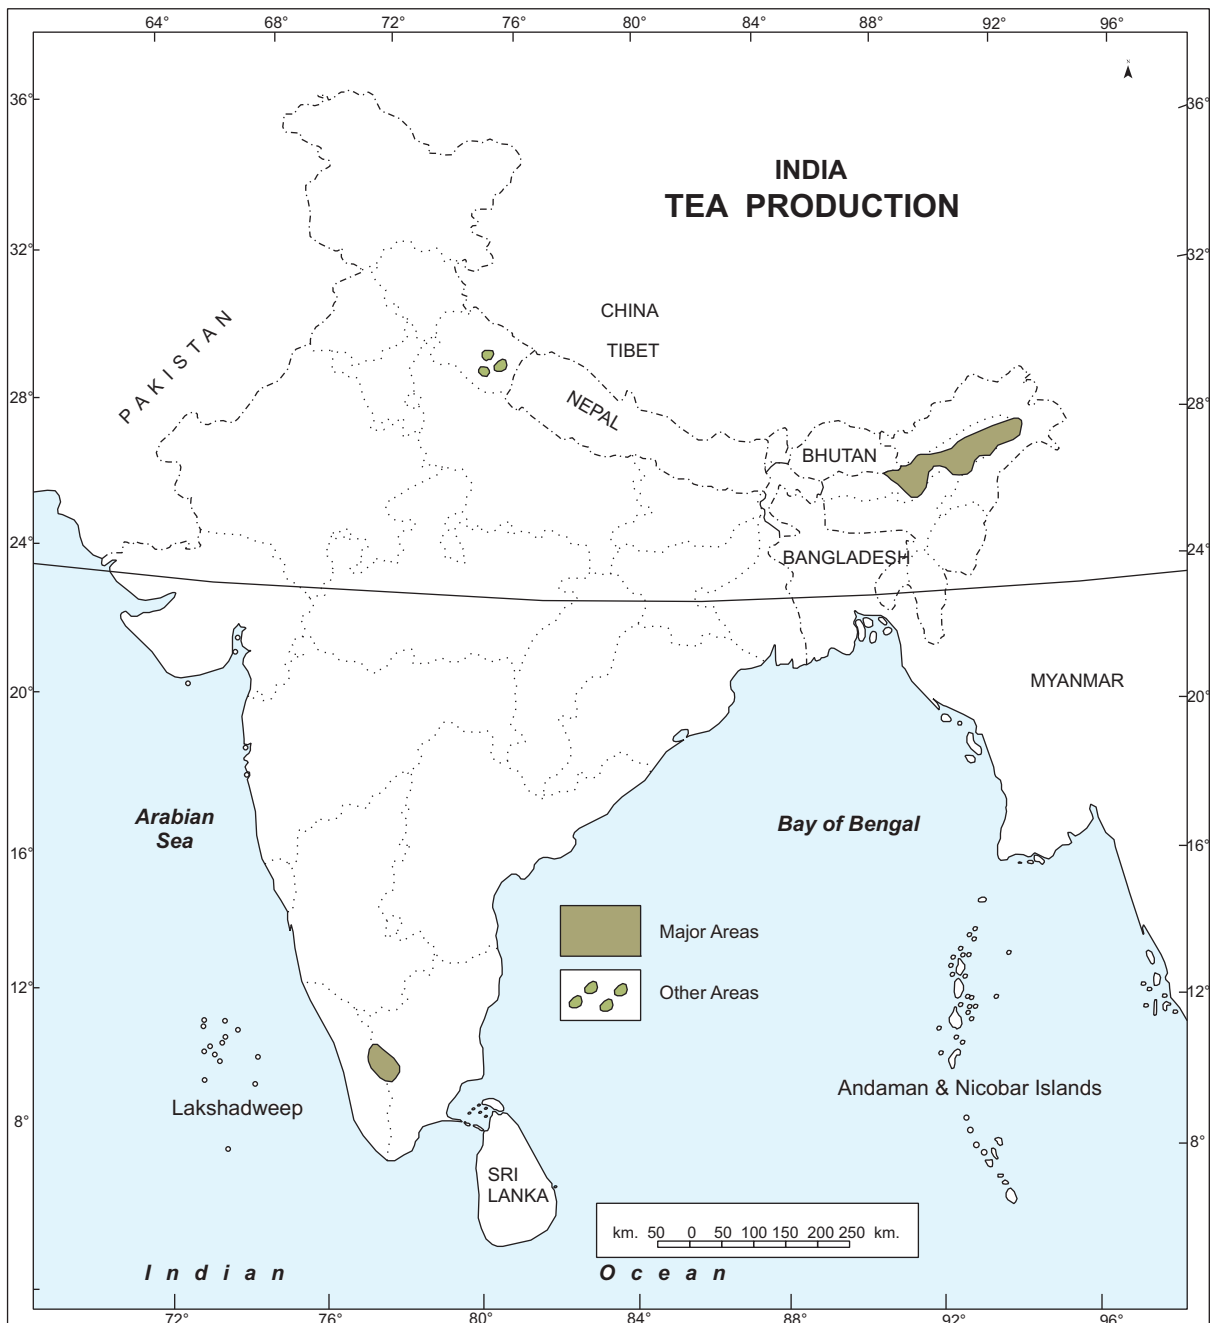 64° 68° 72° 76° 80° 84° 88° 92° 96°
N
36° 36°
INDIA
TEA PRODUCTION
32° 32°
CHINA
TIBET
PAKISTAN
28° 28°
NEPAL
BHUTAN
24° 24°
BANGLADESH
20° 20°
MYANMAR
Arabian
Sea
Bay of Bengal
16° 16°
Major Areas
Other Areas
12° 12°
Lakshadweep
Andaman & Nicobar Islands
8° 8°
SRI
LANKA
km. 50 0 50 100 150 200 250 km.
Indian Ocean
72° 76° 80° 84° 88° 92° 96°